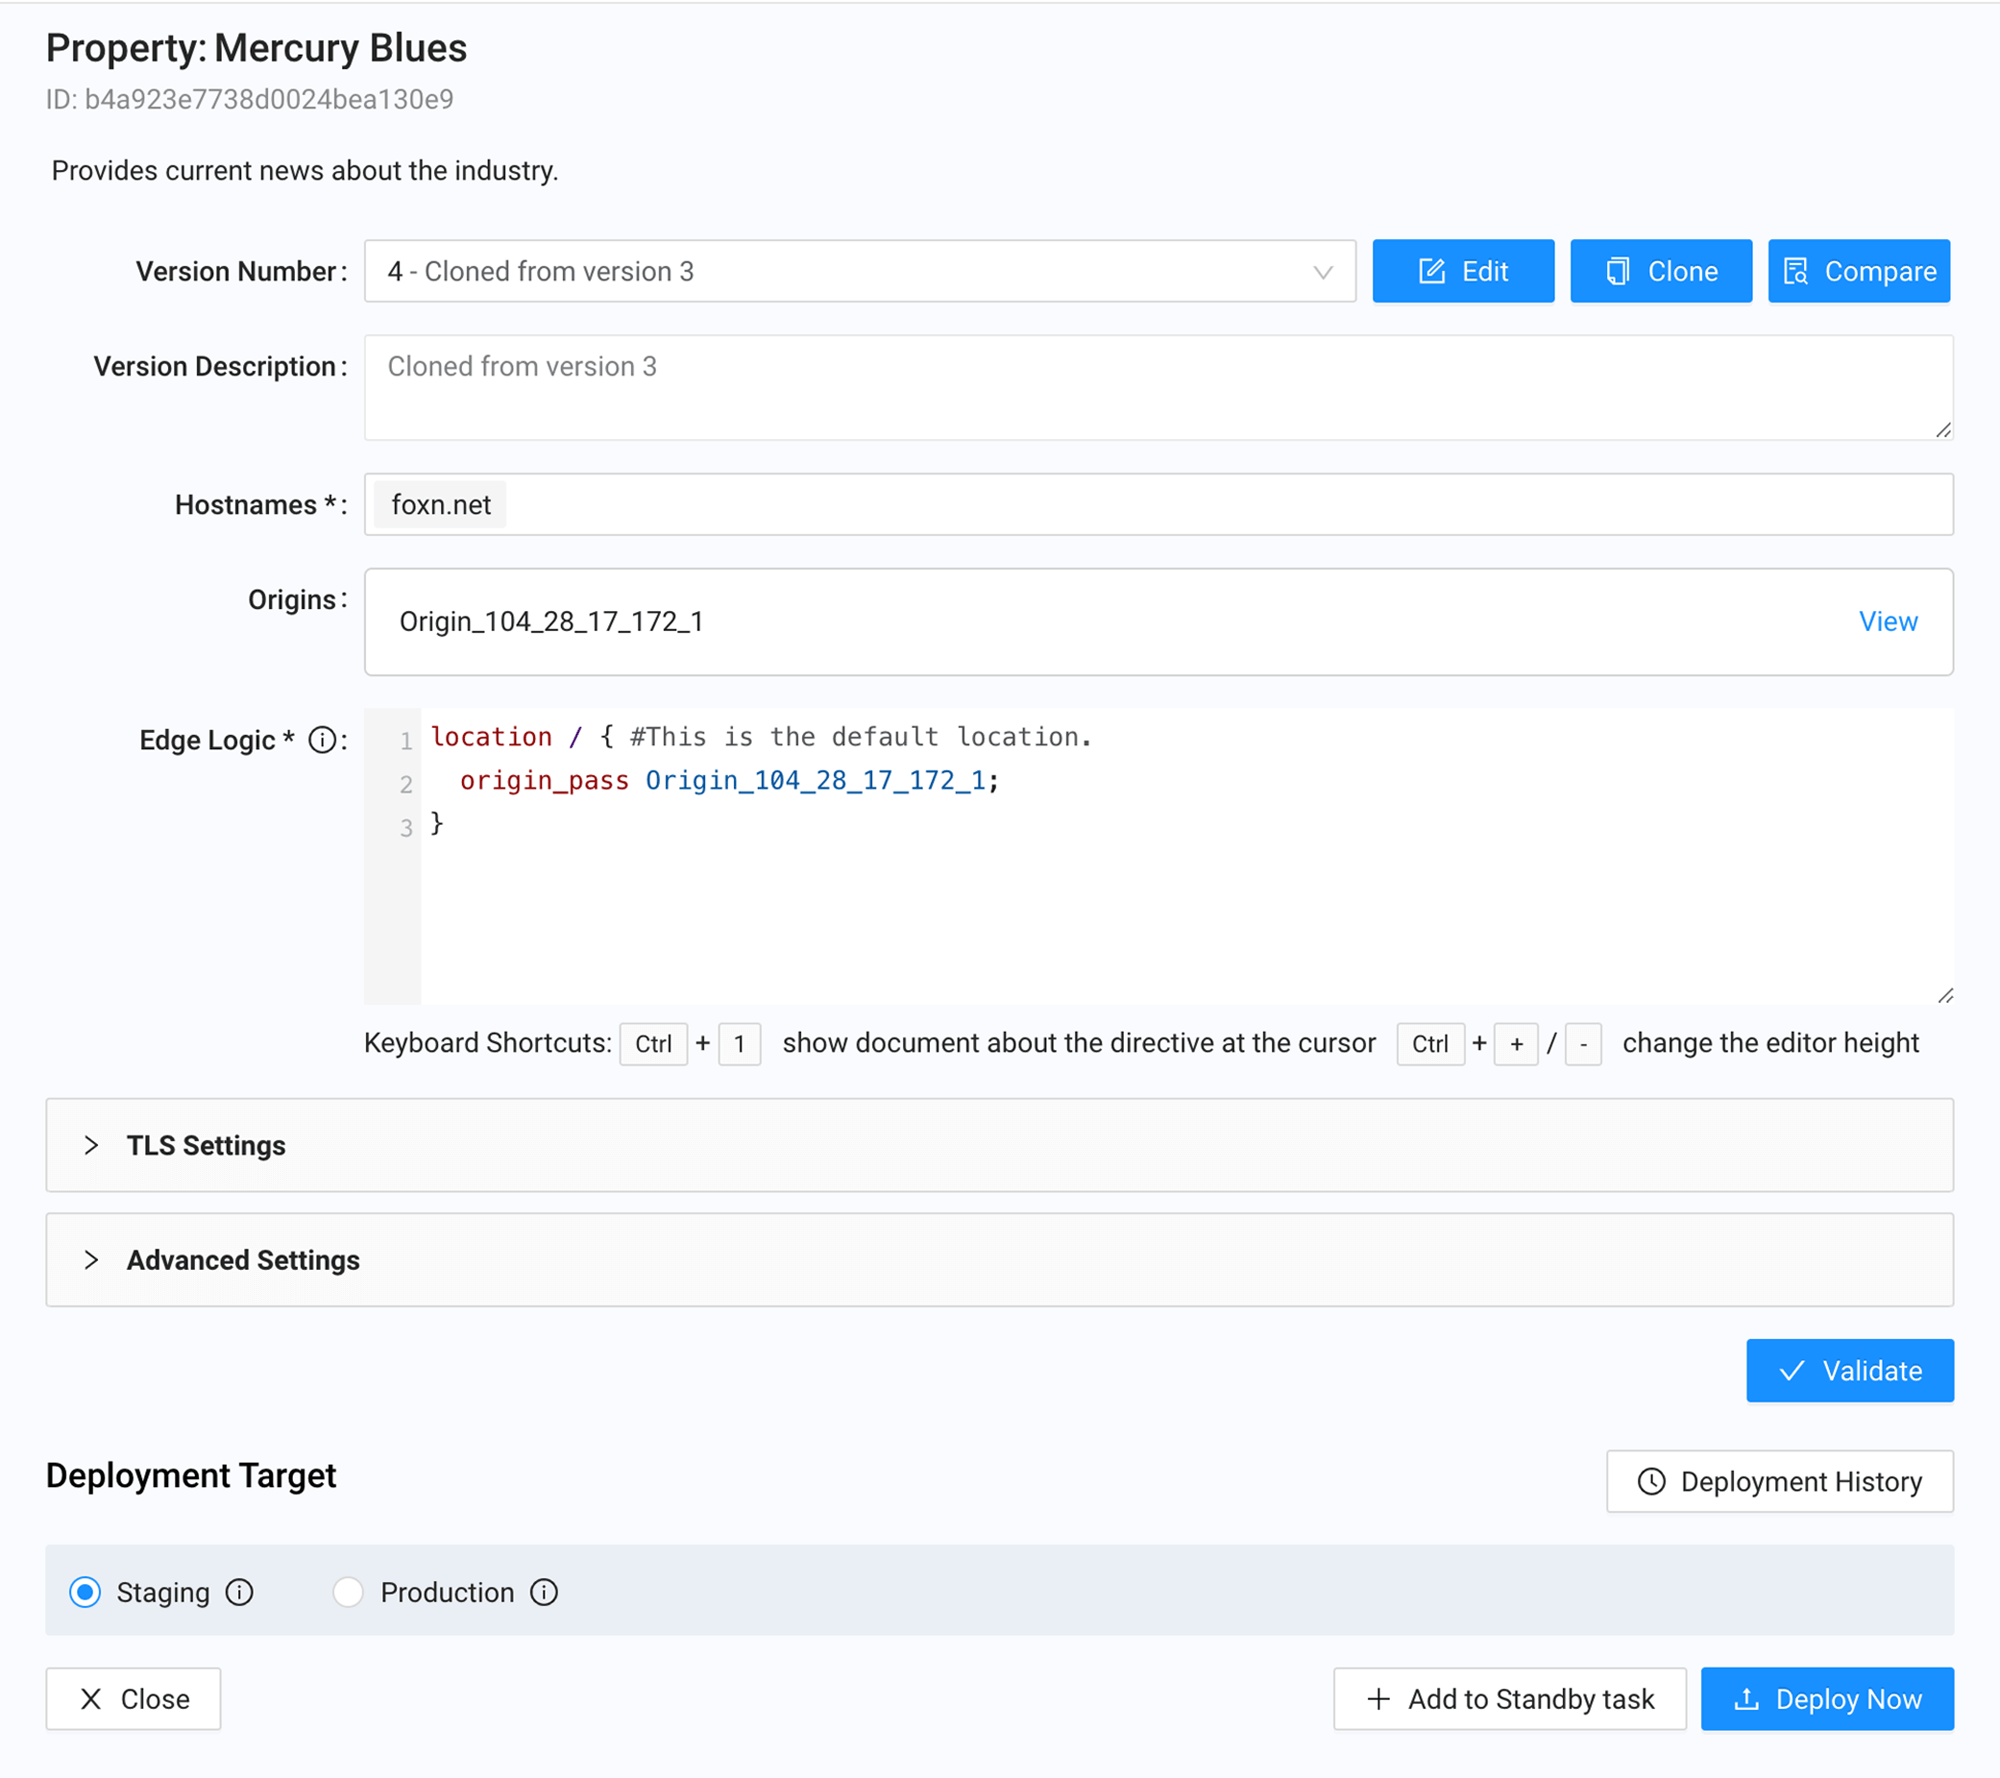 Property: Mercury Blues
ID: b4a923e7738d0024bea130e9
Provides current news about the industry.
Version Number: 4 - Cloned from version 3 Edit Clone Compare
Version Description: Cloned from version 3
Hostnames *: foxn.net
Origins: Origin_104_28_17_172_1 View
Edge Logic * : 1 location / { #This is the default location.
2 origin_pass Origin_104_28_17_172_1;
3 }
Keyboard Shortcuts: Ctrl + 1 show document about the directive at the cursor Ctrl + + / - change the editor height
TLS Settings
Advanced Settings
Validate
Deployment Target Deployment History
Staging Production
Close Add to Standby task Deploy Now